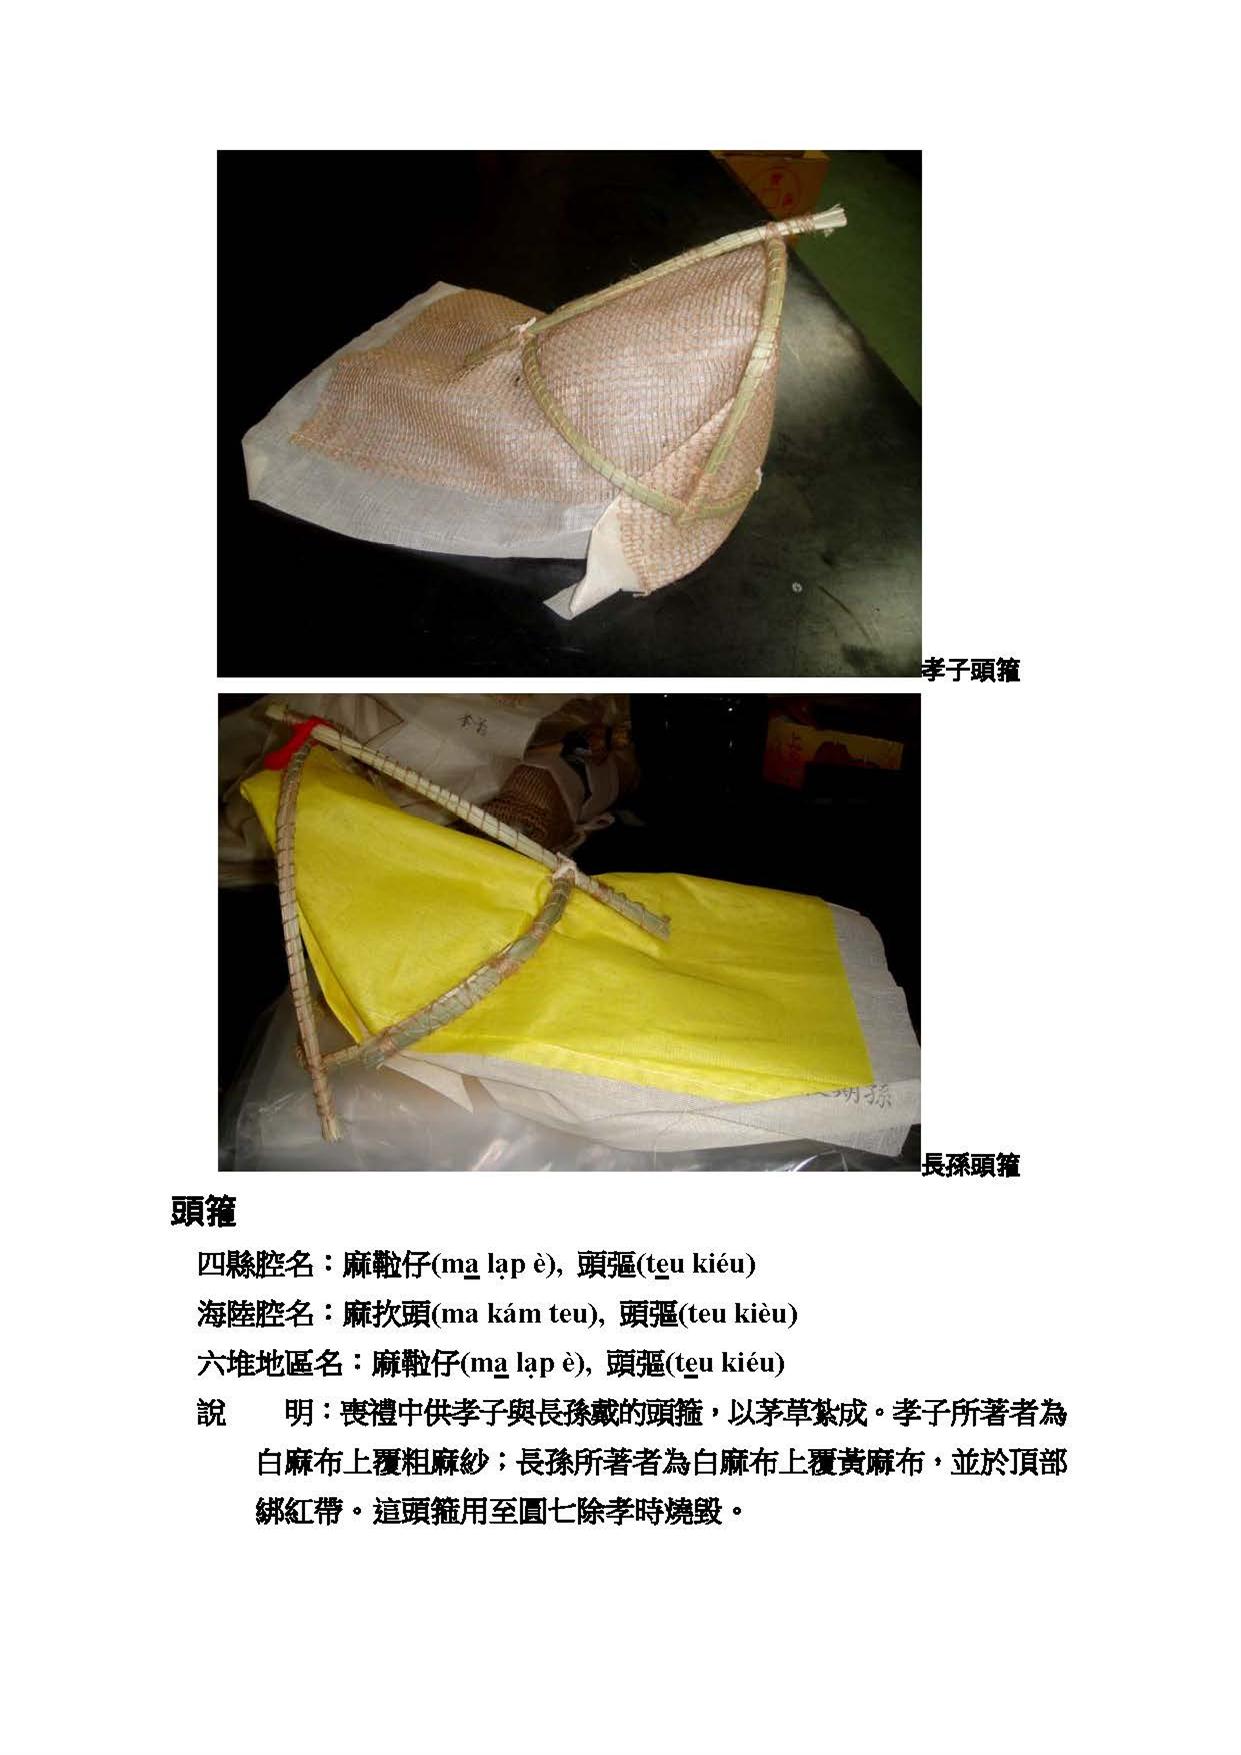 孝子頭箍
長孫頭箍
頭箍
四縣腔名：麻𩊅仔(ma̲ lạp è), 頭彄(te̲u kiéu)
海陸腔名：麻扻頭(ma kám teu), 頭彄(teu kièu)
六堆地區名：麻𩊅仔(ma̲ lạp è), 頭彄(te̲u kiéu)
說　　明：喪禮中供孝子與長孫戴的頭箍，以茅草紮成。孝子所著者為
白麻布上覆粗麻紗；長孫所著者為白麻布上覆黃麻布，並於頂部
綁紅帶。這頭箍用至圓七除孝時燒毀。
期孫